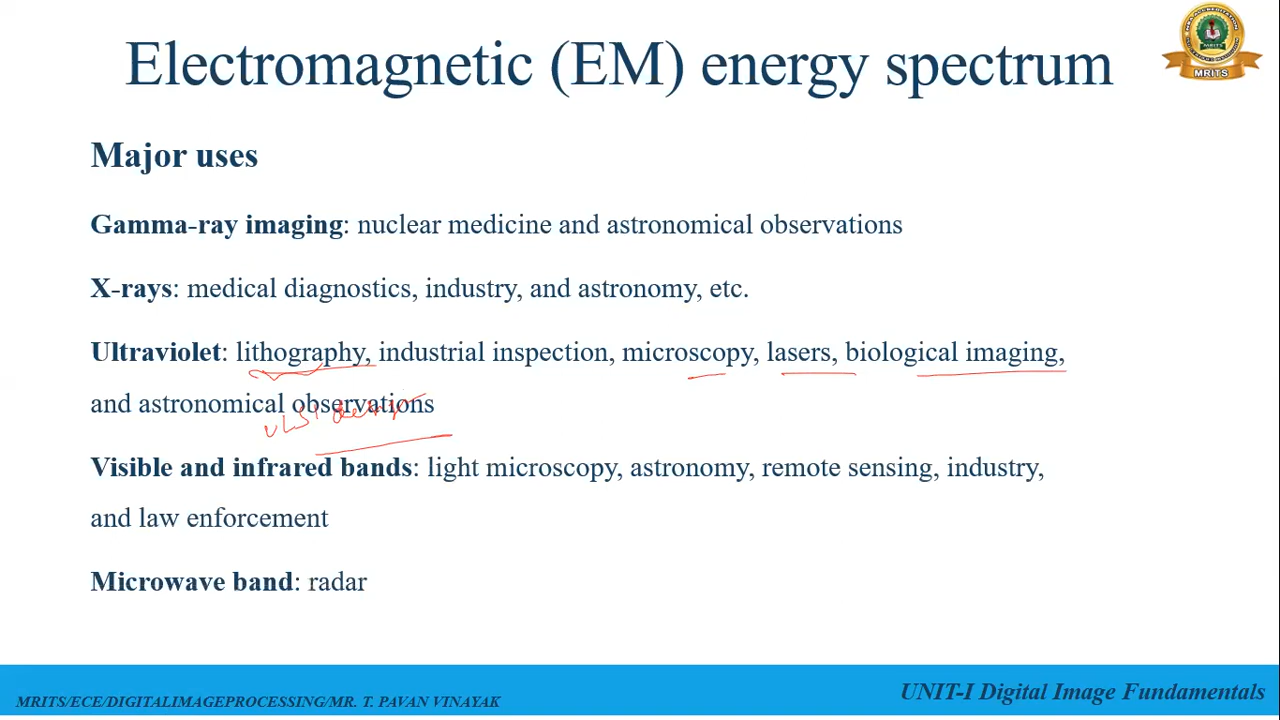 Electromagnetic (EM) energy spectrum
MRITS
Major uses
Gamma-ray imaging: nuclear medicine and astronomical observations
X-rays: medical diagnostics, industry, and astronomy, etc.
Ultraviolet: lithography, industrial inspection, microscopy, lasers, biological imaging,
and astronomical observations
VLSI
Visible and infrared bands: light microscopy, astronomy, remote sensing, industry,
and law enforcement
Microwave band: radar
MRITS/ECE/DIGITALIMAGEPROCESSING/MR. T. PAVAN VINAYAK
UNIT-I Digital Image Fundamentals